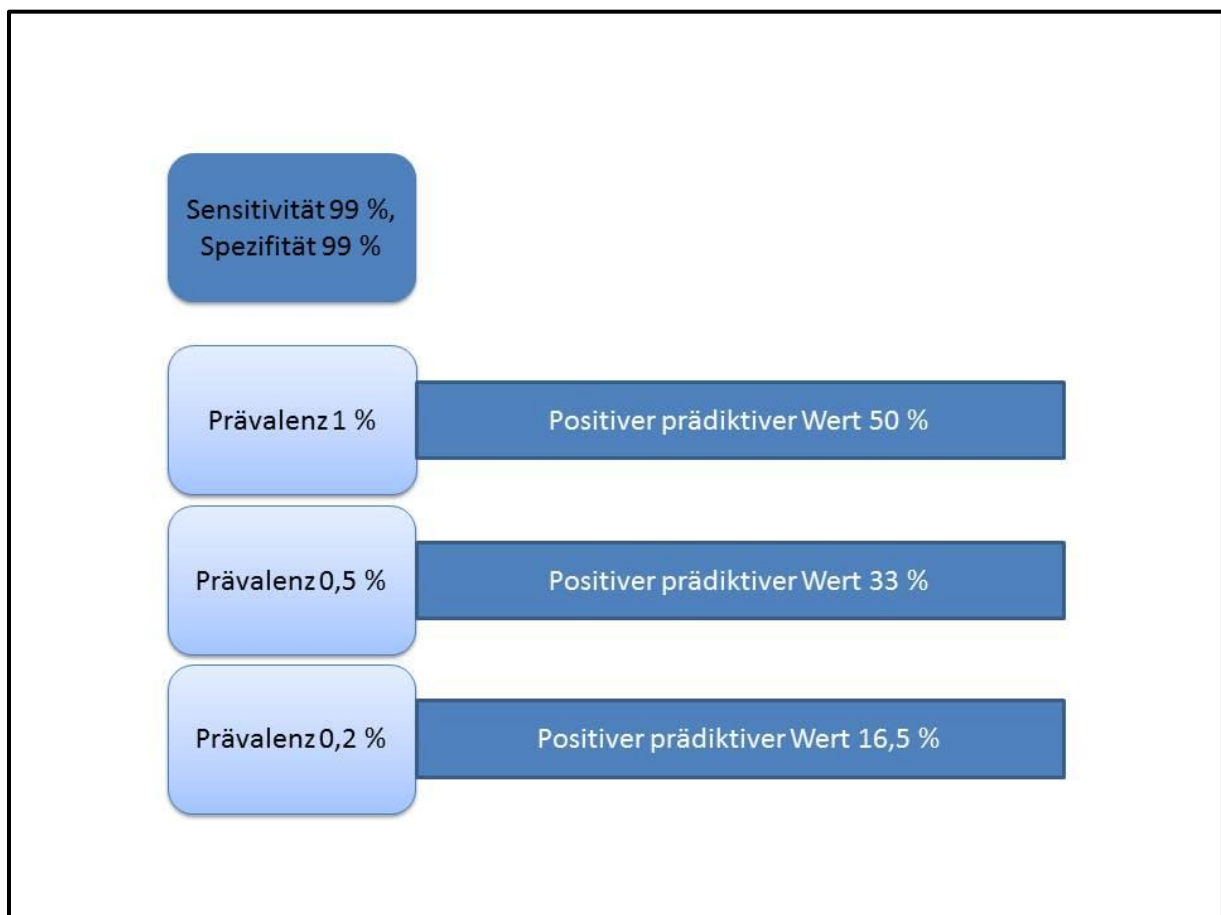 Sensitivität 99 %,
Spezifität 99 %
Prävalenz 1 %
Positiver prädiktiver Wert 50 %
Prävalenz 0,5 %
Positiver prädiktiver Wert 33 %
Prävalenz 0,2 %
Positiver prädiktiver Wert 16,5 %